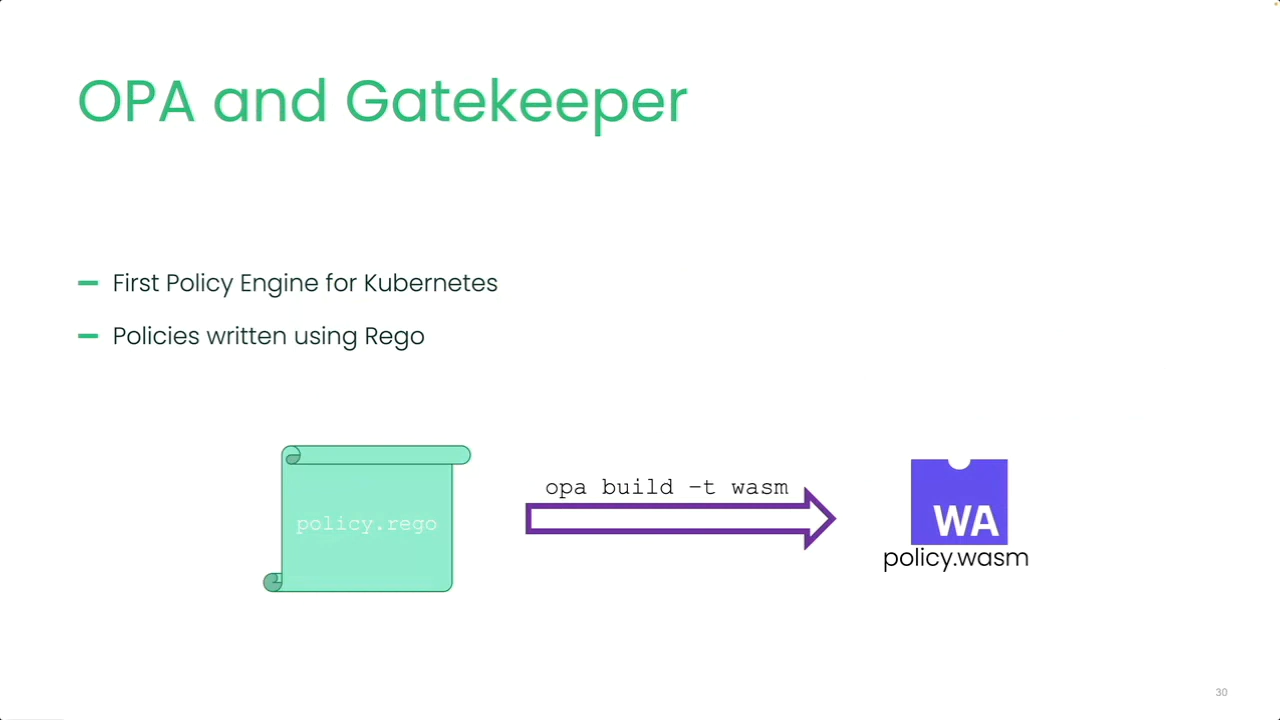 OPA and Gatekeeper
First Policy Engine for Kubernetes
Policies written using Rego
policy.rego
opa build -t wasm
WA
policy.wasm
30